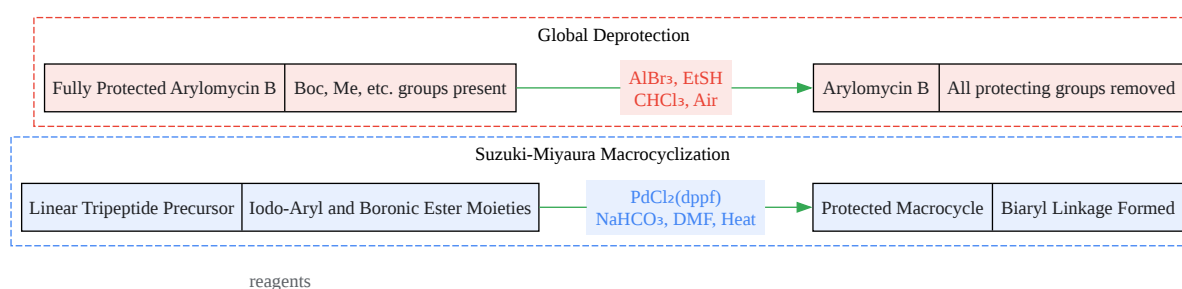 Global Deprotection
Fully Protected Arylomycin B
Boc, Me, etc. groups present
AlBr₃, EtSH
CHCl₃, Air
Arylomycin B
All protecting groups removed
Suzuki-Miyaura Macrocyclization
Linear Tripeptide Precursor
Iodo-Aryl and Boronic Ester Moieties
PdCl₂(dppf)
NaHCO₃, DMF, Heat
Protected Macrocycle
Biaryl Linkage Formed
reagents